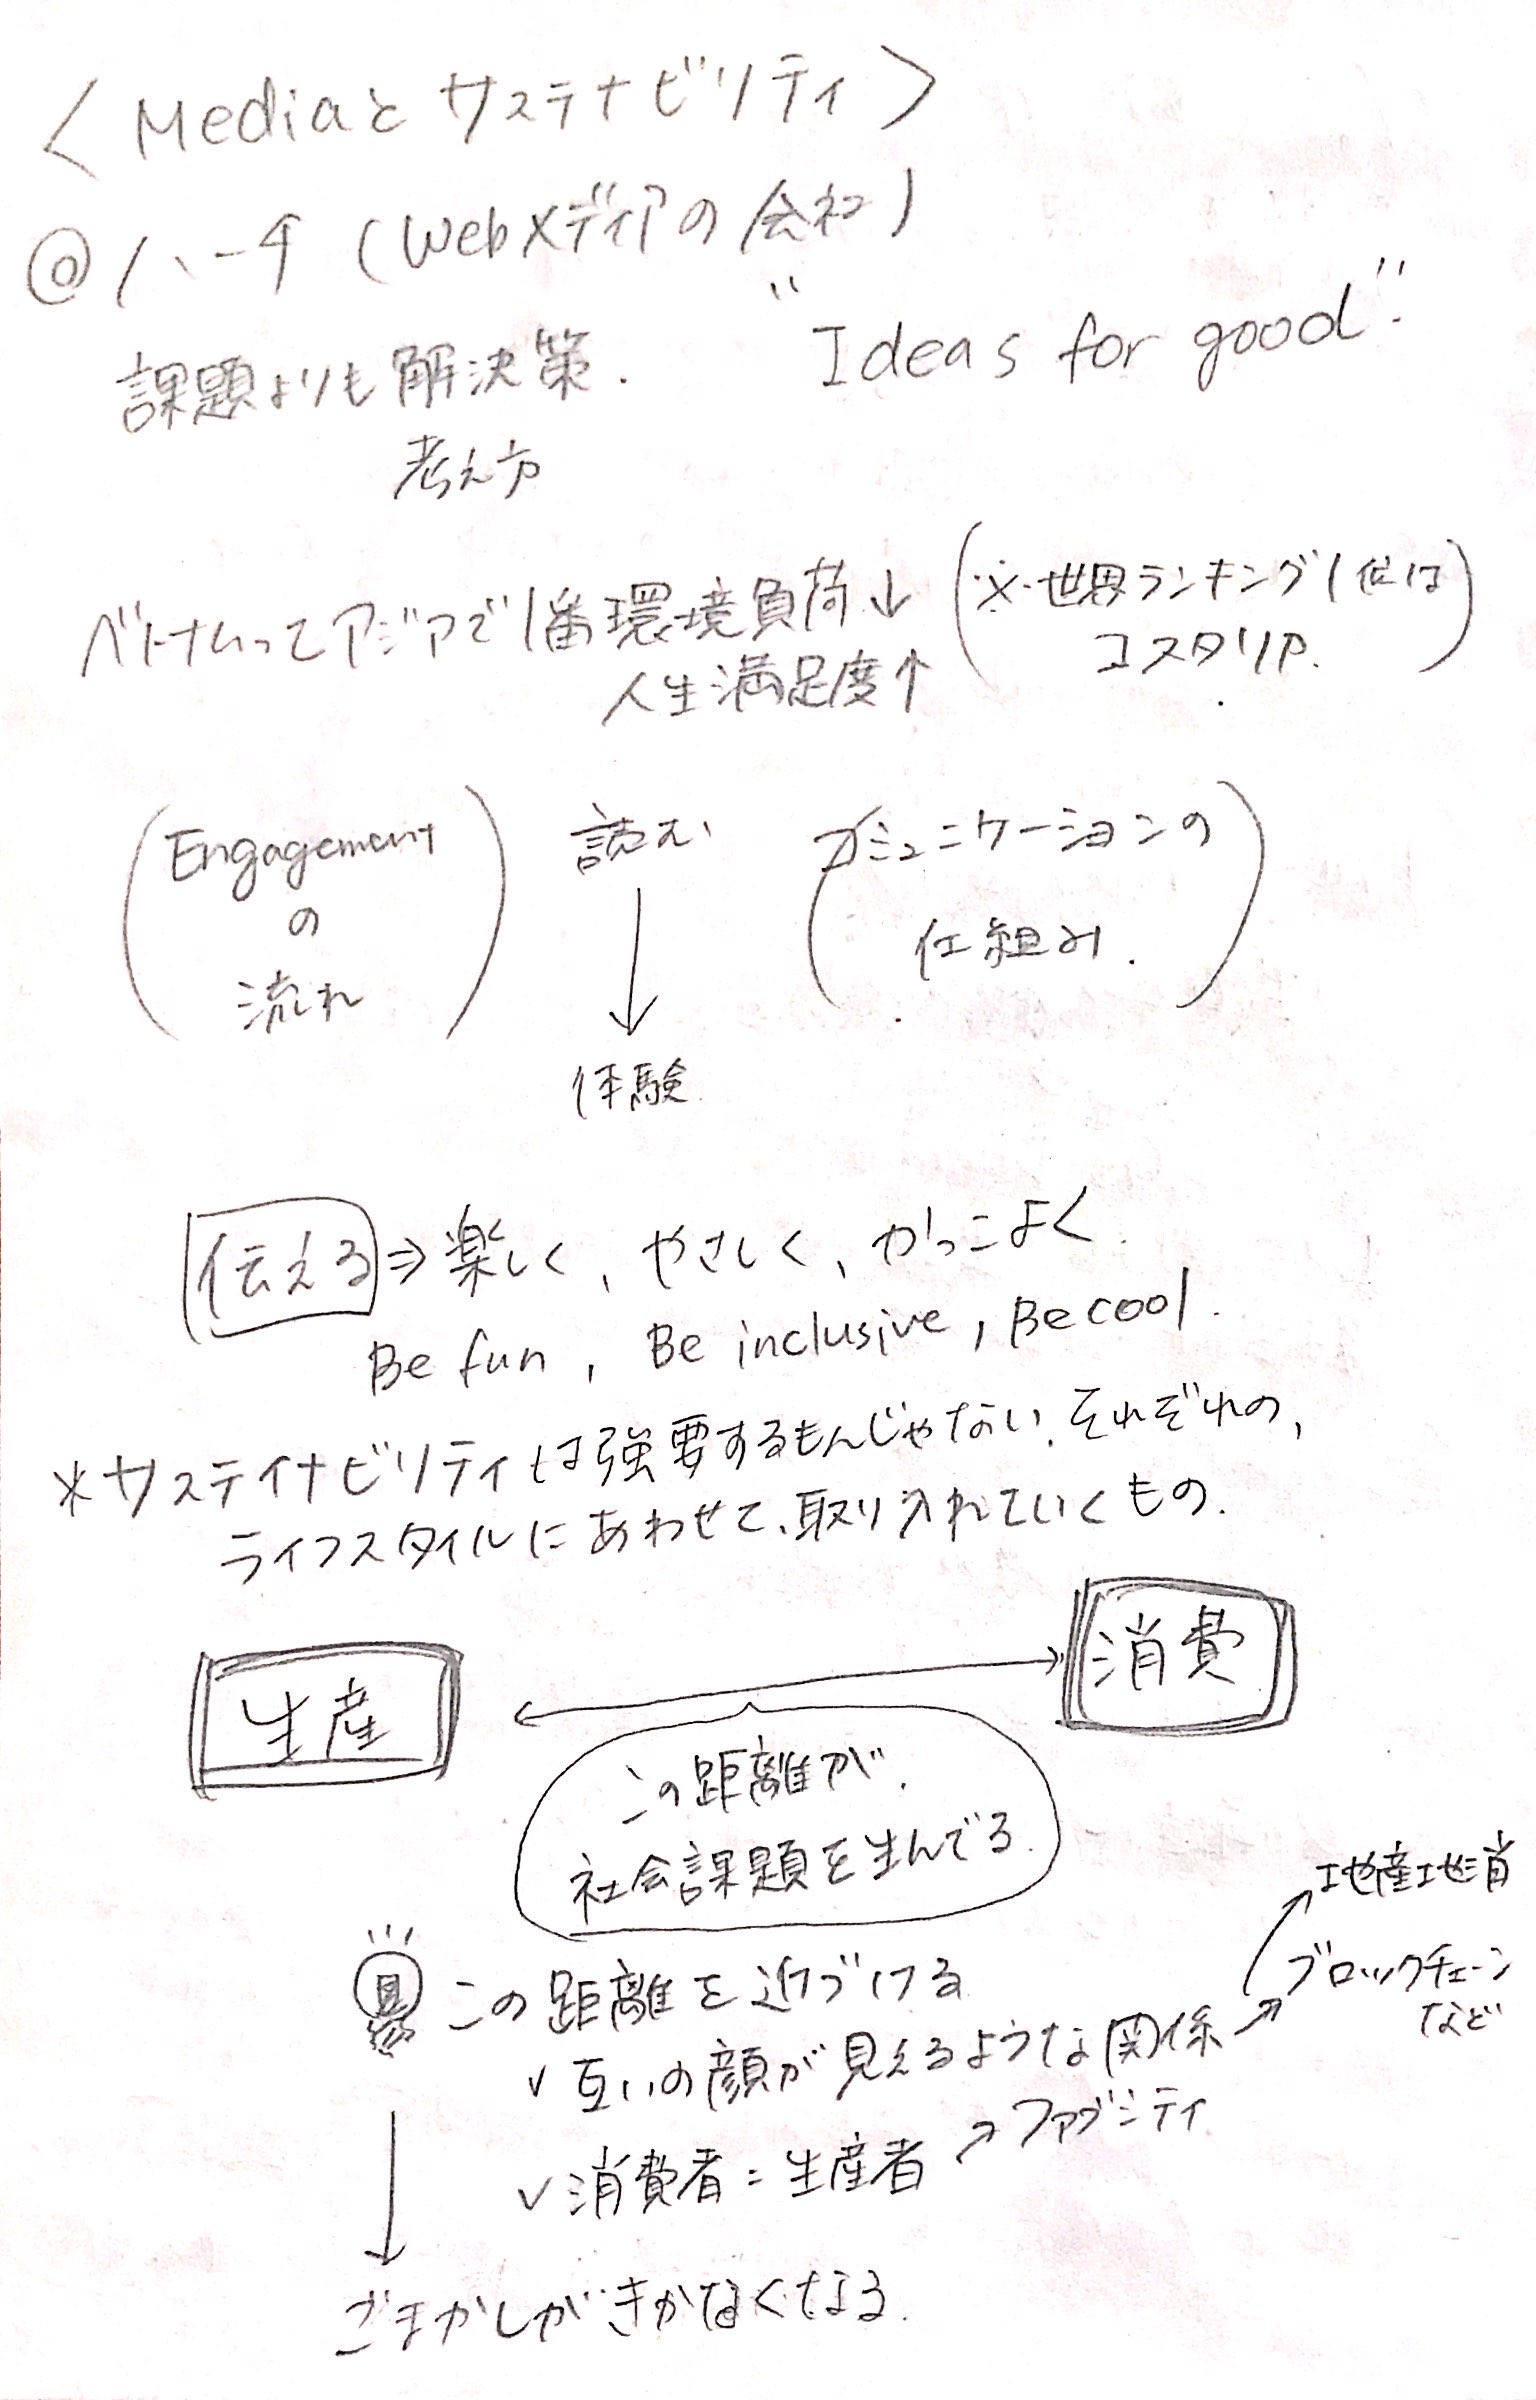 〈Mediaとサステナビリティ〉
@ハーチ(Webメディアの会社)
"Ideas for good".
課題よりも解決策.
考え方
ベトナムってアジアで1番環境負荷↓
人生満足度↑
(※世界ランキング1位は
コスタリカ.)
(Engagement
の
流れ)
読む
↓
体験
(コミュニケーションの
仕組み.)
伝える⇒楽しく、やさしく、かっこよく.
Be fun, Be inclusive, Be cool.
*サステイナビリティは強要するもんじゃない.それぞれの、
ライフスタイルにあわせて、取り入れていくもの.
生産 ↔ 消費
この距離が、
社会課題を生んでる.
この距離を近づける
✓互いの顔が見えるような関係
↗地産地消
↗ブロックチェーン
など
✓消費者=生産者 ↗ファブシティ
↓
ごまかしがきかなくなる.